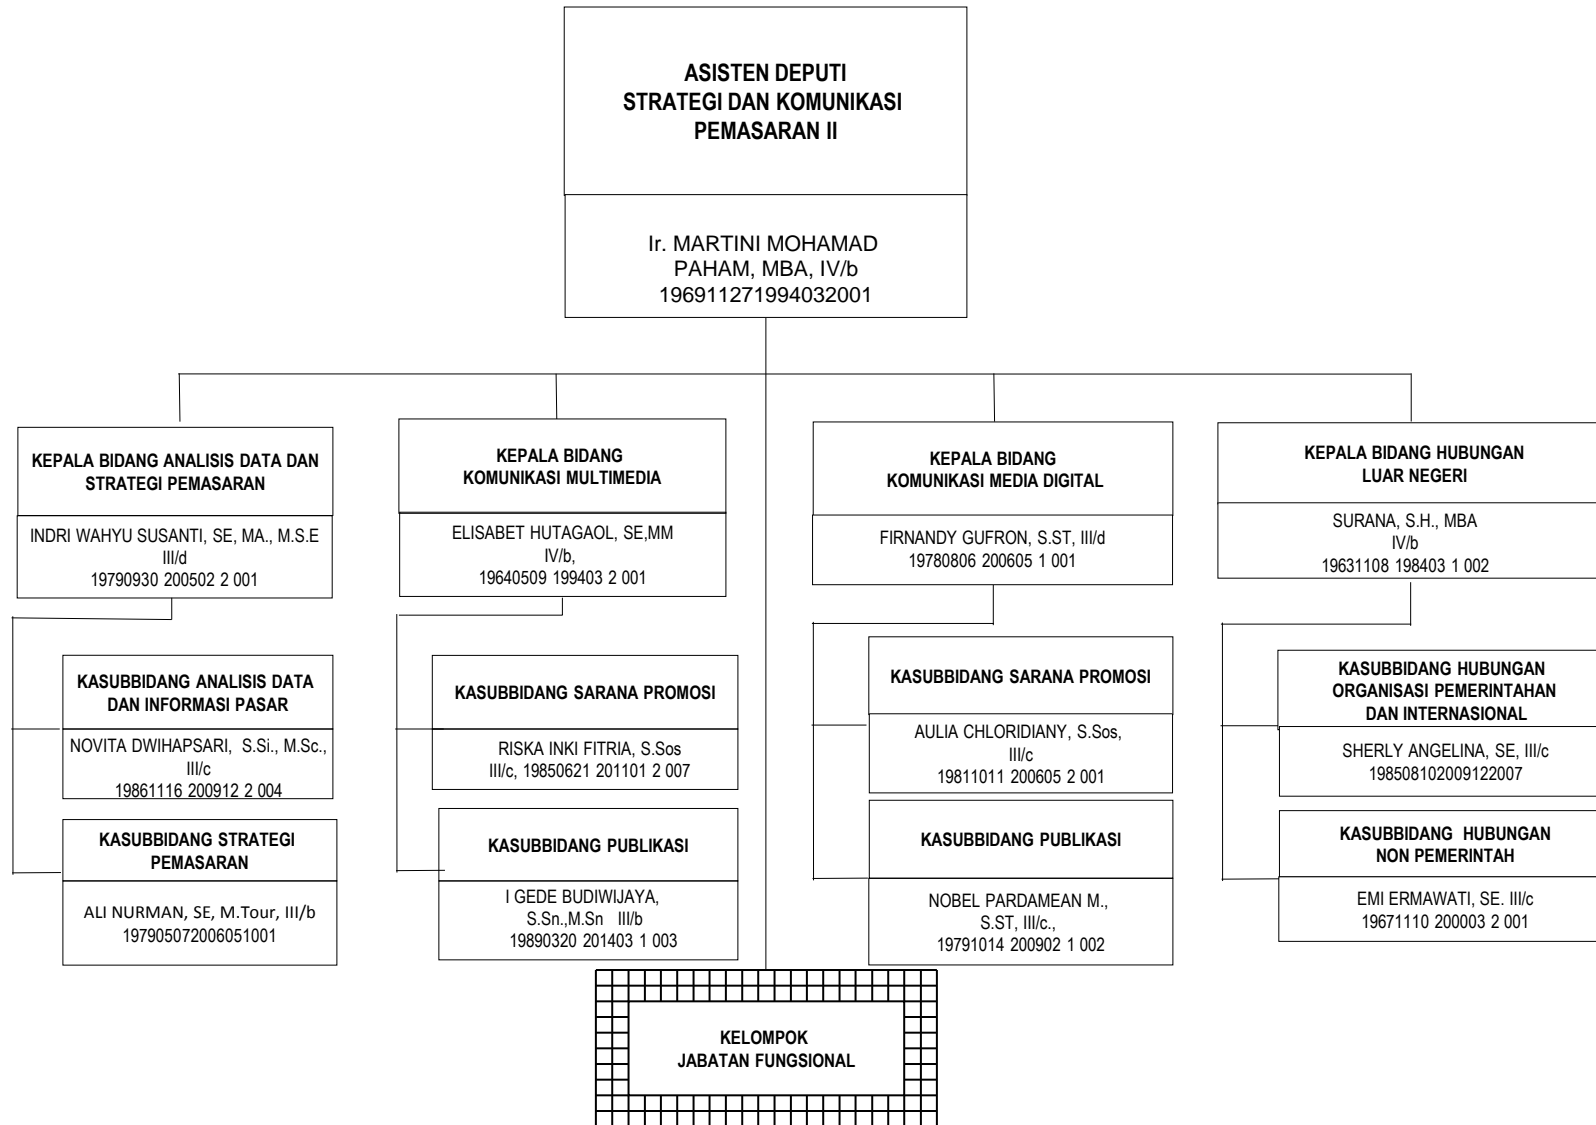 ASISTEN DEPUTI
STRATEGI DAN KOMUNIKASI
PEMASARAN II
Ir. MARTINI MOHAMAD
PAHAM, MBA, IV/b
196911271994032001
KEPALA BIDANG ANALISIS DATA DAN
STRATEGI PEMASARAN
INDRI WAHYU SUSANTI, SE, MA., M.S.E
III/d
19790930 200502 2 001
KASUBBIDANG ANALISIS DATA
DAN INFORMASI PASAR
NOVITA DWIHAPSARI, S.Si., M.Sc.,
III/c
19861116 200912 2 004
KASUBBIDANG STRATEGI
PEMASARAN
ALI NURMAN, SE, M.Tour, III/b
197905072006051001
KEPALA BIDANG
KOMUNIKASI MULTIMEDIA
ELISABET HUTAGAOL, SE,MM
IV/b,
19640509 199403 2 001
KASUBBIDANG SARANA PROMOSI
RISKA INKI FITRIA, S.Sos
III/c, 19850621 201101 2 007
KASUBBIDANG PUBLIKASI
I GEDE BUDIWIJAYA,
S.Sn.,M.Sn III/b
19890320 201403 1 003
KEPALA BIDANG
KOMUNIKASI MEDIA DIGITAL
FIRNANDY GUFRON, S.ST, III/d
19780806 200605 1 001
KASUBBIDANG SARANA PROMOSI
AULIA CHLORIDIANY, S.Sos,
III/c
19811011 200605 2 001
KASUBBIDANG PUBLIKASI
NOBEL PARDAMEAN M.,
S.ST, III/c.,
19791014 200902 1 002
KEPALA BIDANG HUBUNGAN
LUAR NEGERI
SURANA, S.H., MBA
IV/b
19631108 198403 1 002
KASUBBIDANG HUBUNGAN
ORGANISASI PEMERINTAHAN
DAN INTERNASIONAL
SHERLY ANGELINA, SE, III/c
198508102009122007
KASUBBIDANG HUBUNGAN
NON PEMERINTAH
EMI ERMAWATI, SE. III/c
19671110 200003 2 001
KELOMPOK
JABATAN FUNGSIONAL